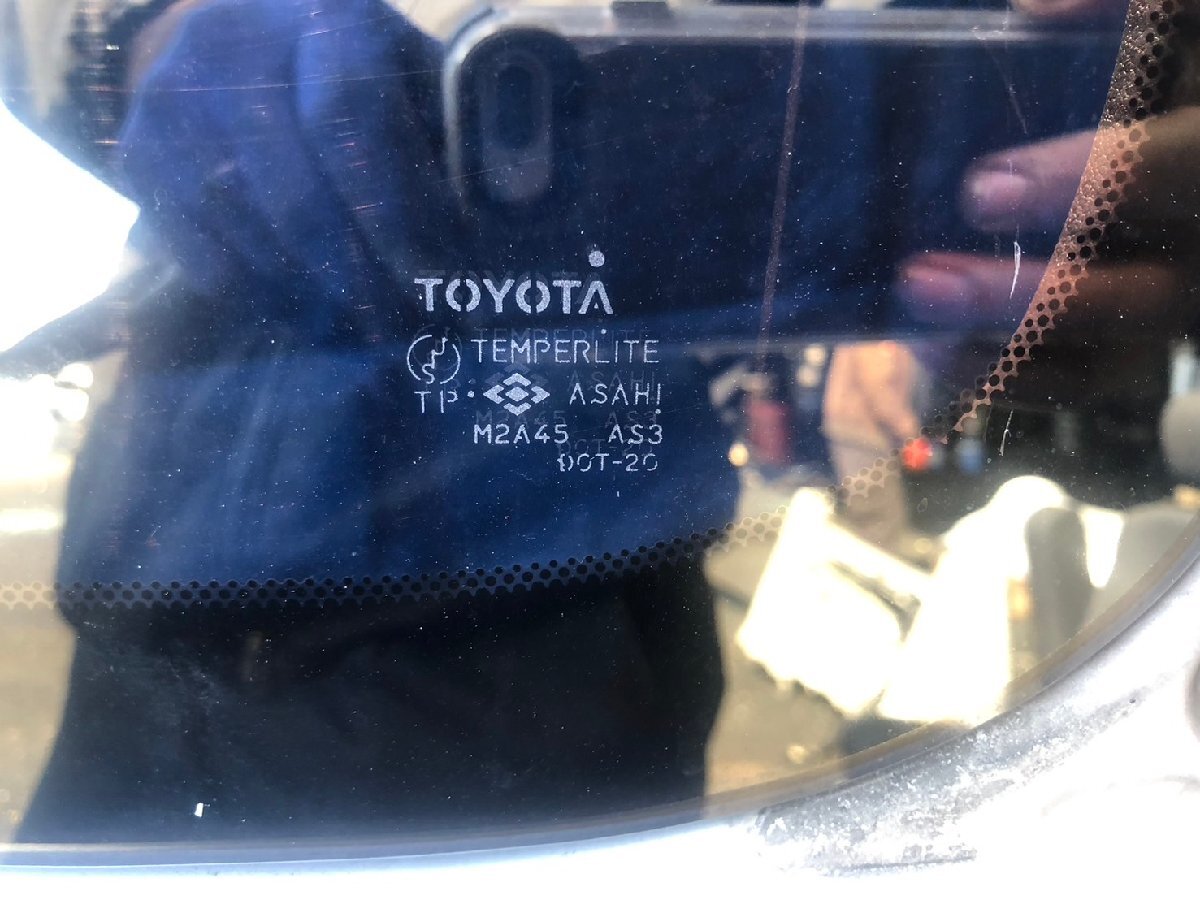 TOYOTA
TEMPERLITE
TP ASAHI
M2A45 AS3
DOT-20